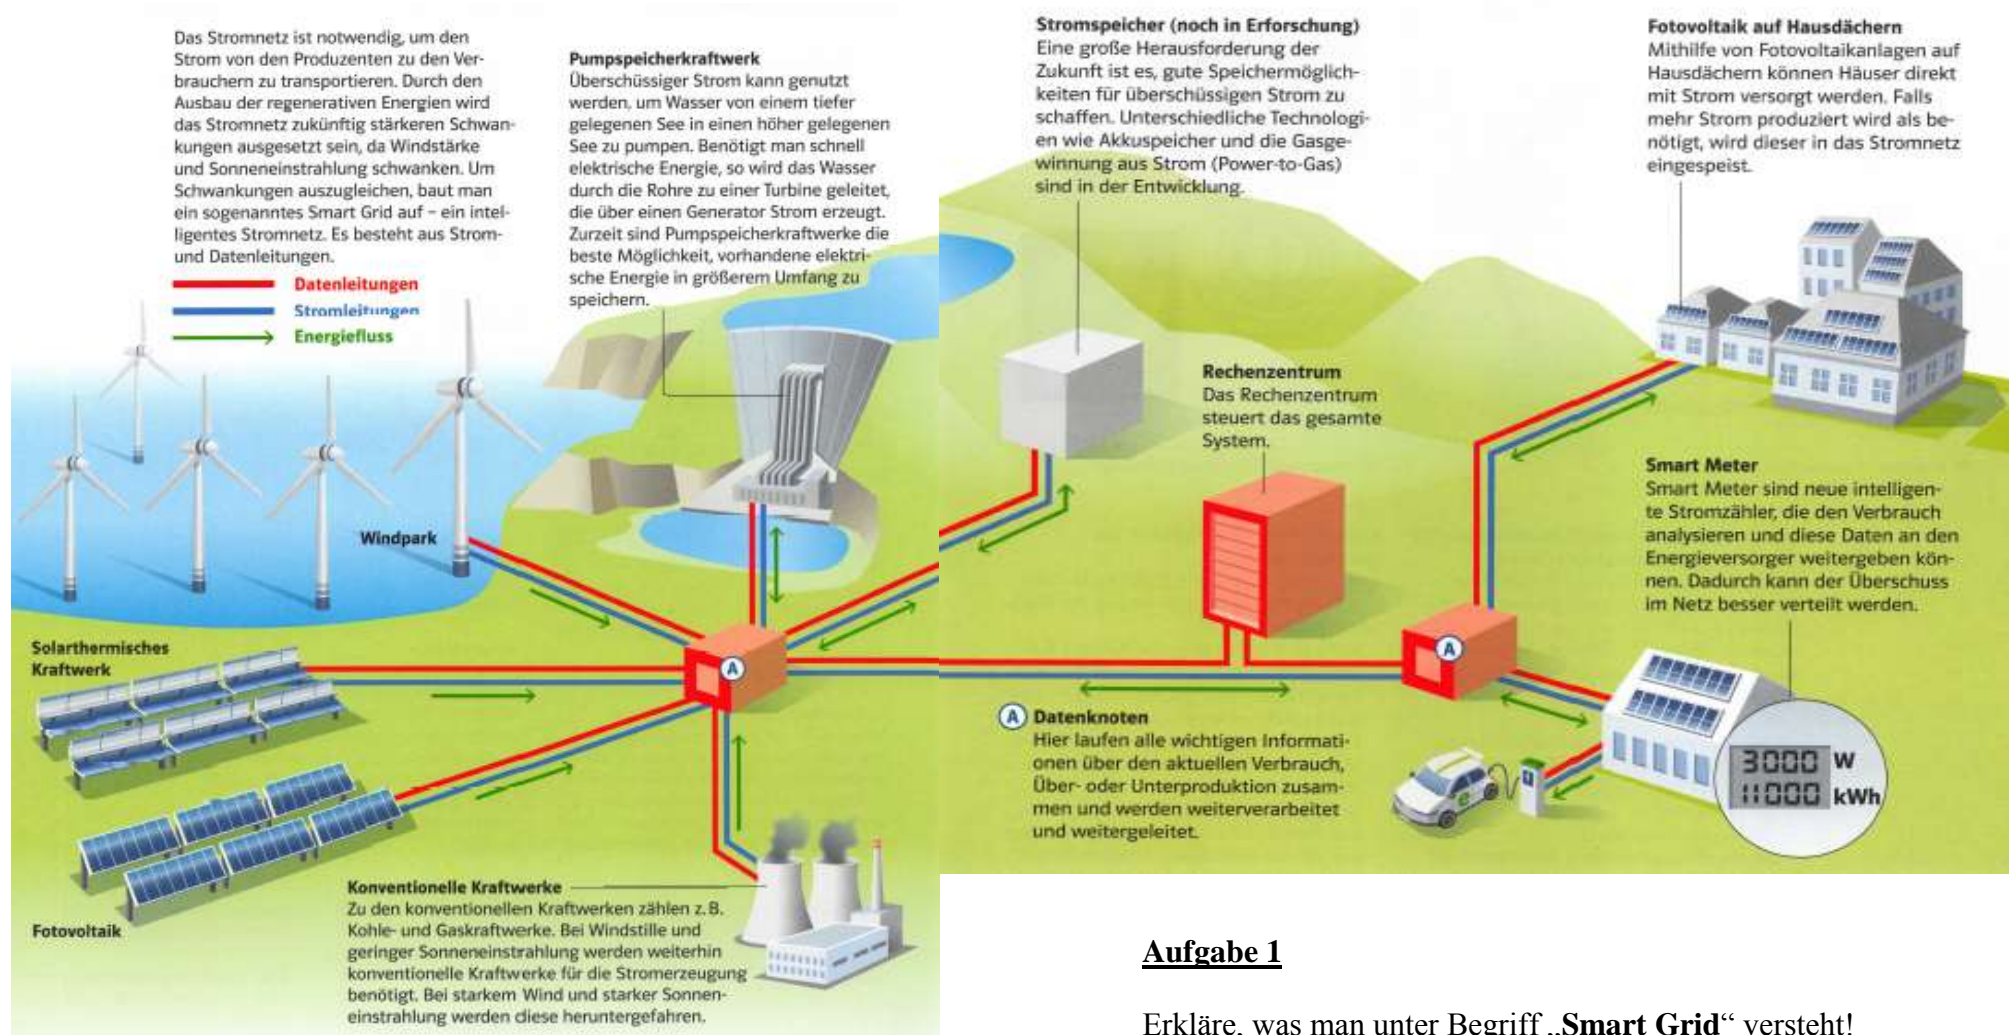 Das Stromnetz ist notwendig, um den
Strom von den Produzenten zu den Ver-
brauchern zu transportieren. Durch den
Ausbau der regenerativen Energien wird
das Stromnetz zukünftig stärkeren Schwan-
kungen ausgesetzt sein, da Windstärke
und Sonneneinstrahlung schwanken. Um
Schwankungen auszugleichen, baut man
ein sogenanntes Smart Grid auf – ein intel-
ligentes Stromnetz. Es besteht aus Strom-
und Datenleitungen.
Datenleitungen
Stromleitungen
Energiefluss
Pumpspeicherkraftwerk
Überschüssiger Strom kann genutzt
werden, um Wasser von einem tiefer
gelegenen See in einen höher gelegenen
See zu pumpen. Benötigt man schnell
elektrische Energie, so wird das Wasser
durch die Rohre zu einer Turbine geleitet,
die über einen Generator Strom erzeugt.
Zurzeit sind Pumpspeicherkraftwerke die
beste Möglichkeit, vorhandene elektri-
sche Energie in größerem Umfang zu
speichern.
Stromspeicher (noch in Erforschung)
Eine große Herausforderung der
Zukunft ist es, gute Speichermöglich-
keiten für überschüssigen Strom zu
schaffen. Unterschiedliche Technologi-
en wie Akkuspeicher und die Gasge-
winnung aus Strom (Power-to-Gas)
sind in der Entwicklung.
Fotovoltaik auf Hausdächern
Mithilfe von Fotovoltaikanlagen auf
Hausdächern können Häuser direkt
mit Strom versorgt werden. Falls
mehr Strom produziert wird als be-
nötigt, wird dieser in das Stromnetz
eingespeist.
Rechenzentrum
Das Rechenzentrum
steuert das gesamte
System.
Smart Meter
Smart Meter sind neue intelligen-
te Stromzähler, die den Verbrauch
analysieren und diese Daten an den
Energieversorger weitergeben kön-
nen. Dadurch kann der Überschuss
im Netz besser verteilt werden.
Windpark
Solarthermisches
Kraftwerk
A
A
A Datenknoten
Hier laufen alle wichtigen Informati-
onen über den aktuellen Verbrauch,
Über- oder Unterproduktion zusam-
men und werden weiterverarbeitet
und weitergeleitet.
e
3000 W
11000 kWh
Fotovoltaik
Konventionelle Kraftwerke
Zu den konventionellen Kraftwerken zählen z. B.
Kohle- und Gaskraftwerke. Bei Windstille und
geringer Sonneneinstrahlung werden weiterhin
konventionelle Kraftwerke für die Stromerzeugung
benötigt. Bei starkem Wind und starker Sonnen-
einstrahlung werden diese heruntergefahren.
Aufgabe 1
Erkläre, was man unter Begriff „Smart Grid“ versteht!